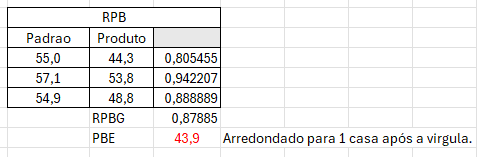 RPB
Padrao Produto
55,0 44,3 0,805455
57,1 53,8 0,942207
54,9 48,8 0,888889
RPBG 0,87885
PBE 43,9 Arredondado para 1 casa após a virgula.